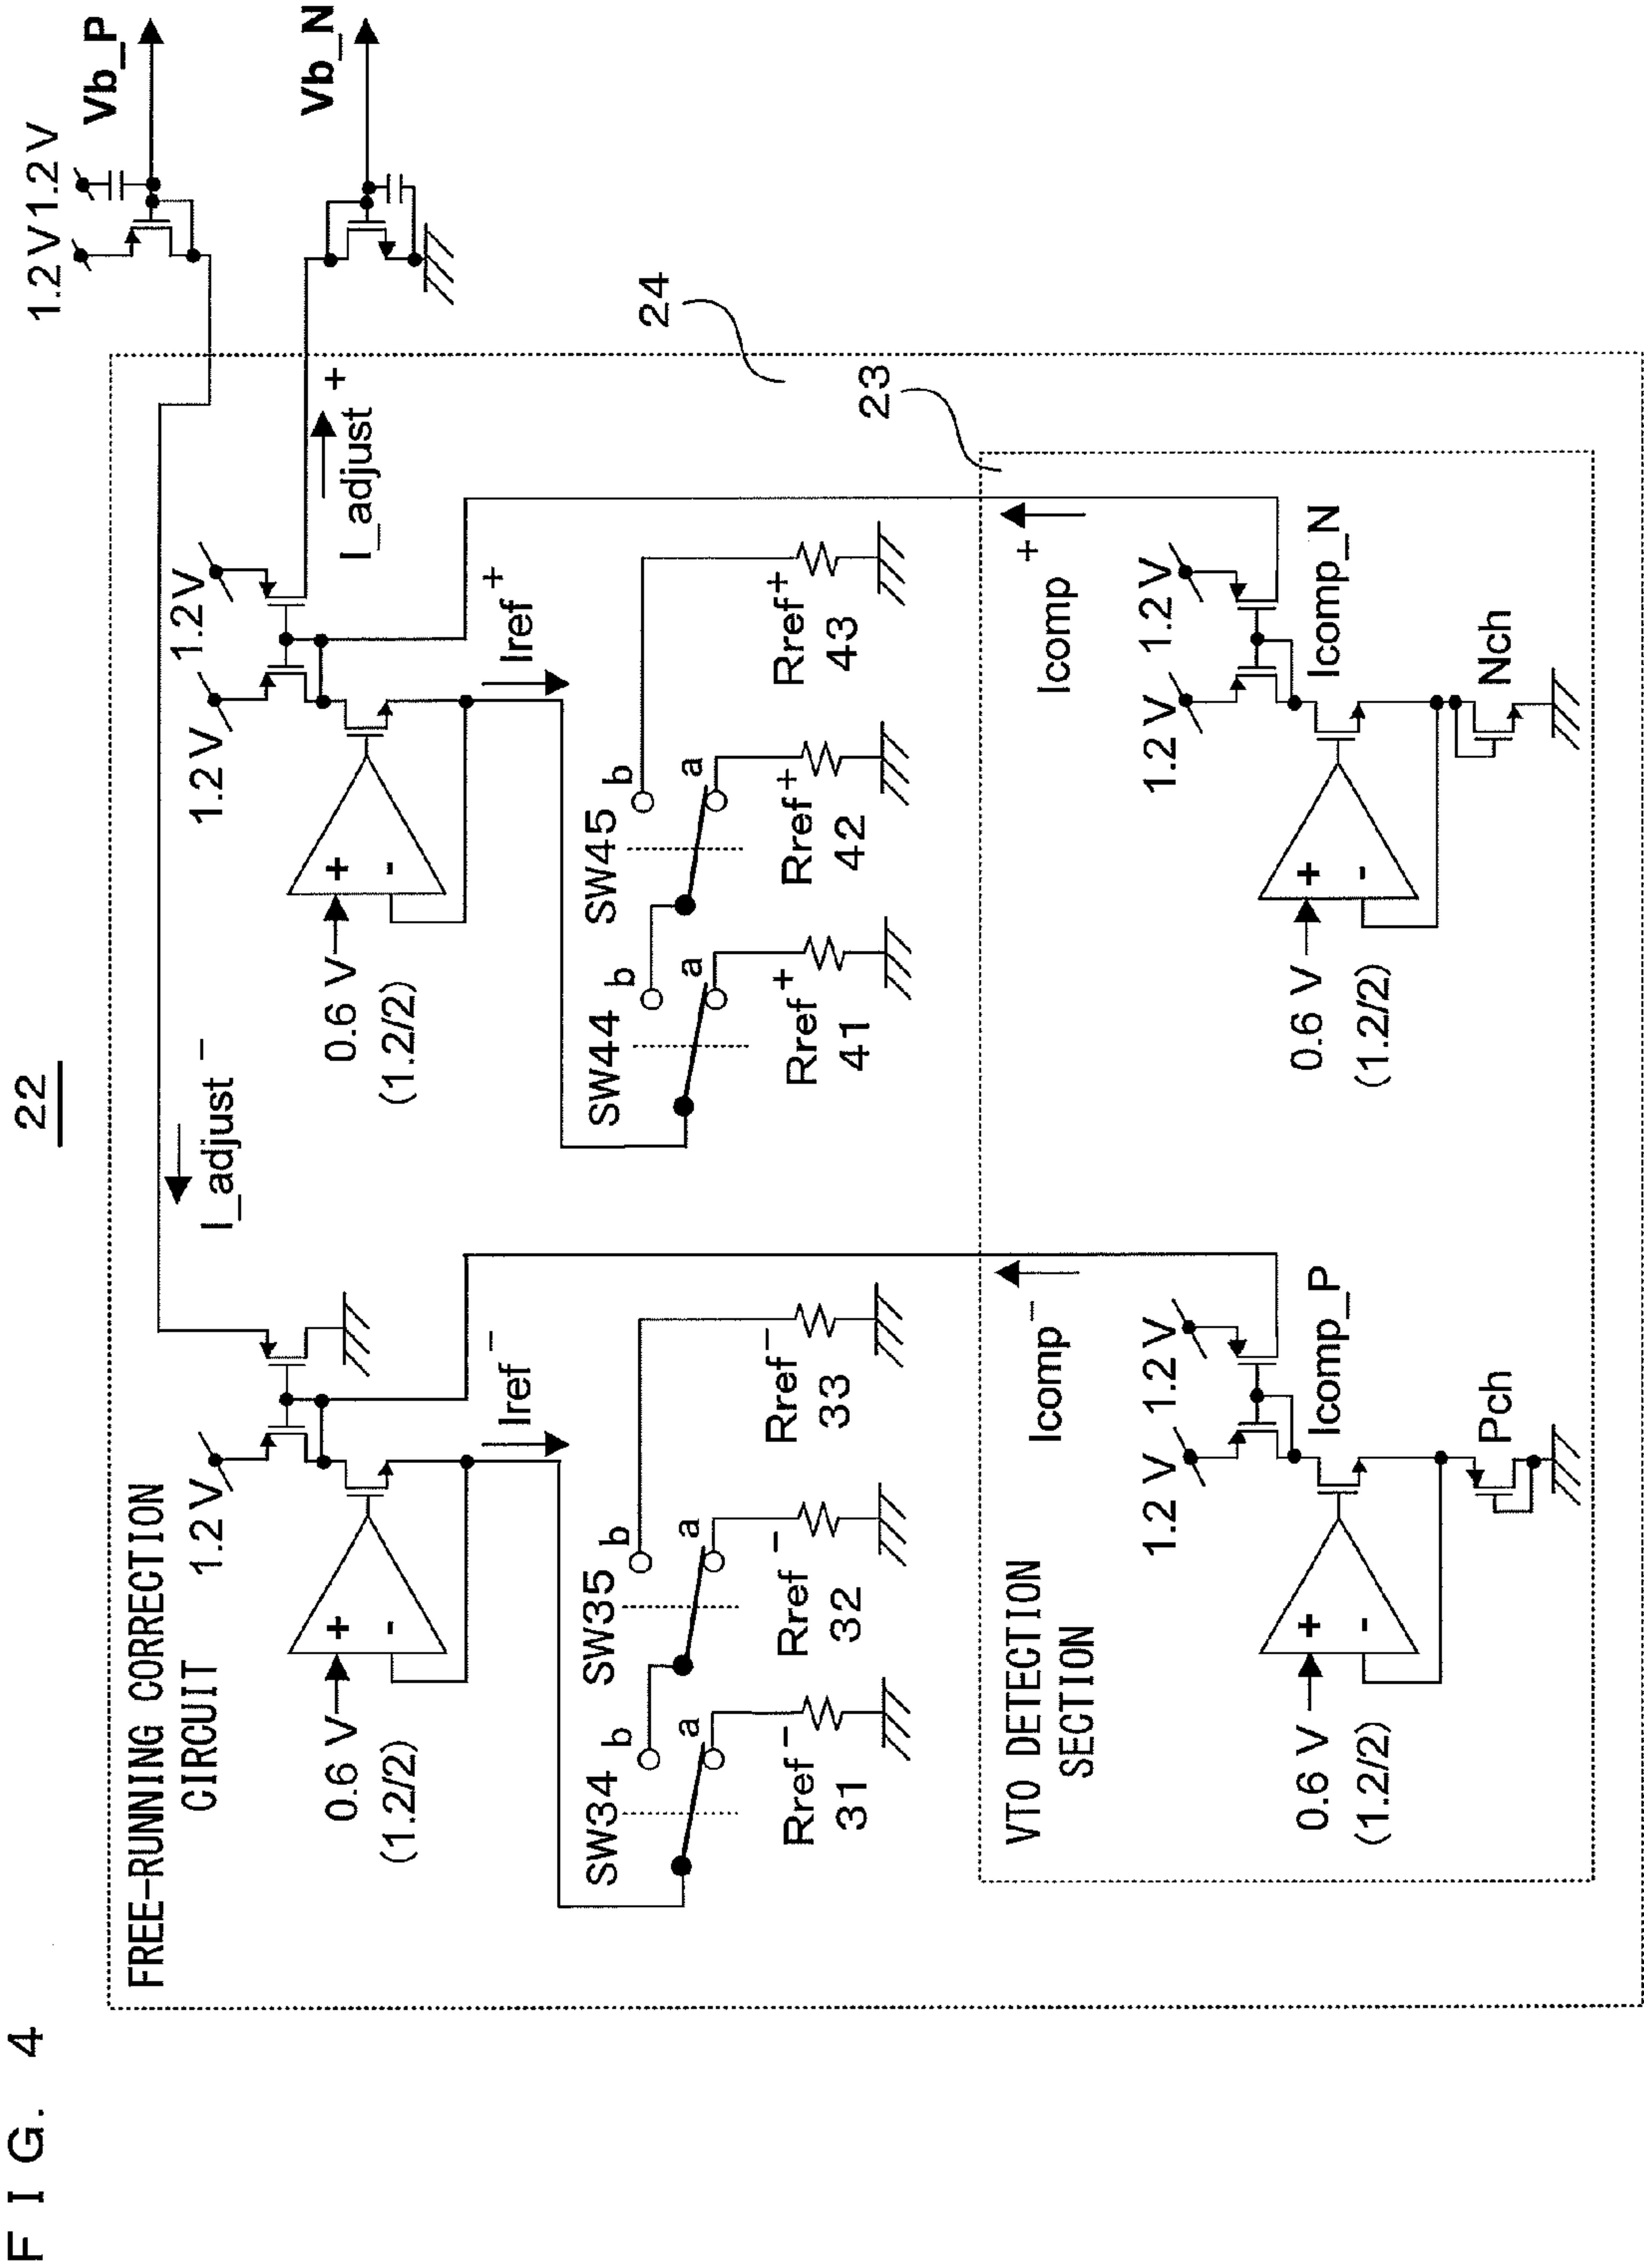 FIG. 4
22
FREE-RUNNING CORRECTION
CIRCUIT
1.2 V 1.2 V
Vb_P
Vb_N
I_adjust -
I_adjust +
24
1.2 V
0.6 V
(1.2/2)
+
-
Iref -
1.2 V 1.2 V
0.6 V
(1.2/2)
+
-
Iref +
SW34
b
a
SW35
b
a
Rref -
31
Rref -
32
Rref -
33
SW44
b
a
SW45
b
a
Rref +
41
Rref +
42
Rref +
43
23
VTO DETECTION
SECTION
Icomp -
1.2 V 1.2 V
Icomp_P
0.6 V
(1.2/2)
+
-
Pch
Icomp +
1.2 V 1.2 V
Icomp_N
0.6 V
(1.2/2)
+
-
Nch